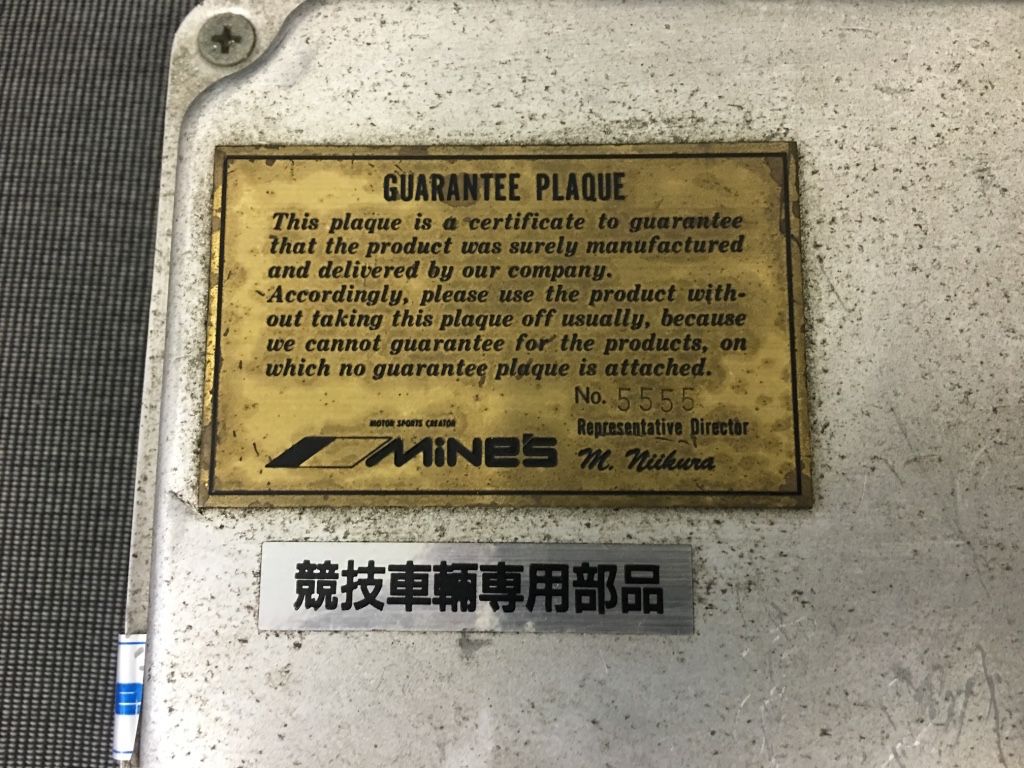 GUARANTEE PLAQUE
This plaque is a certificate to guarantee
that the product was surely manufactured
and delivered by our company.
Accordingly, please use the product with-
out taking this plaque off usually, because
we cannot guarantee for the products, on
which no guarantee plaque is attached.
No. 5555
MOTOR SPORTS CREATOR
MiNE'S
Representative Director
M. Niikura
競技車輛専用部品